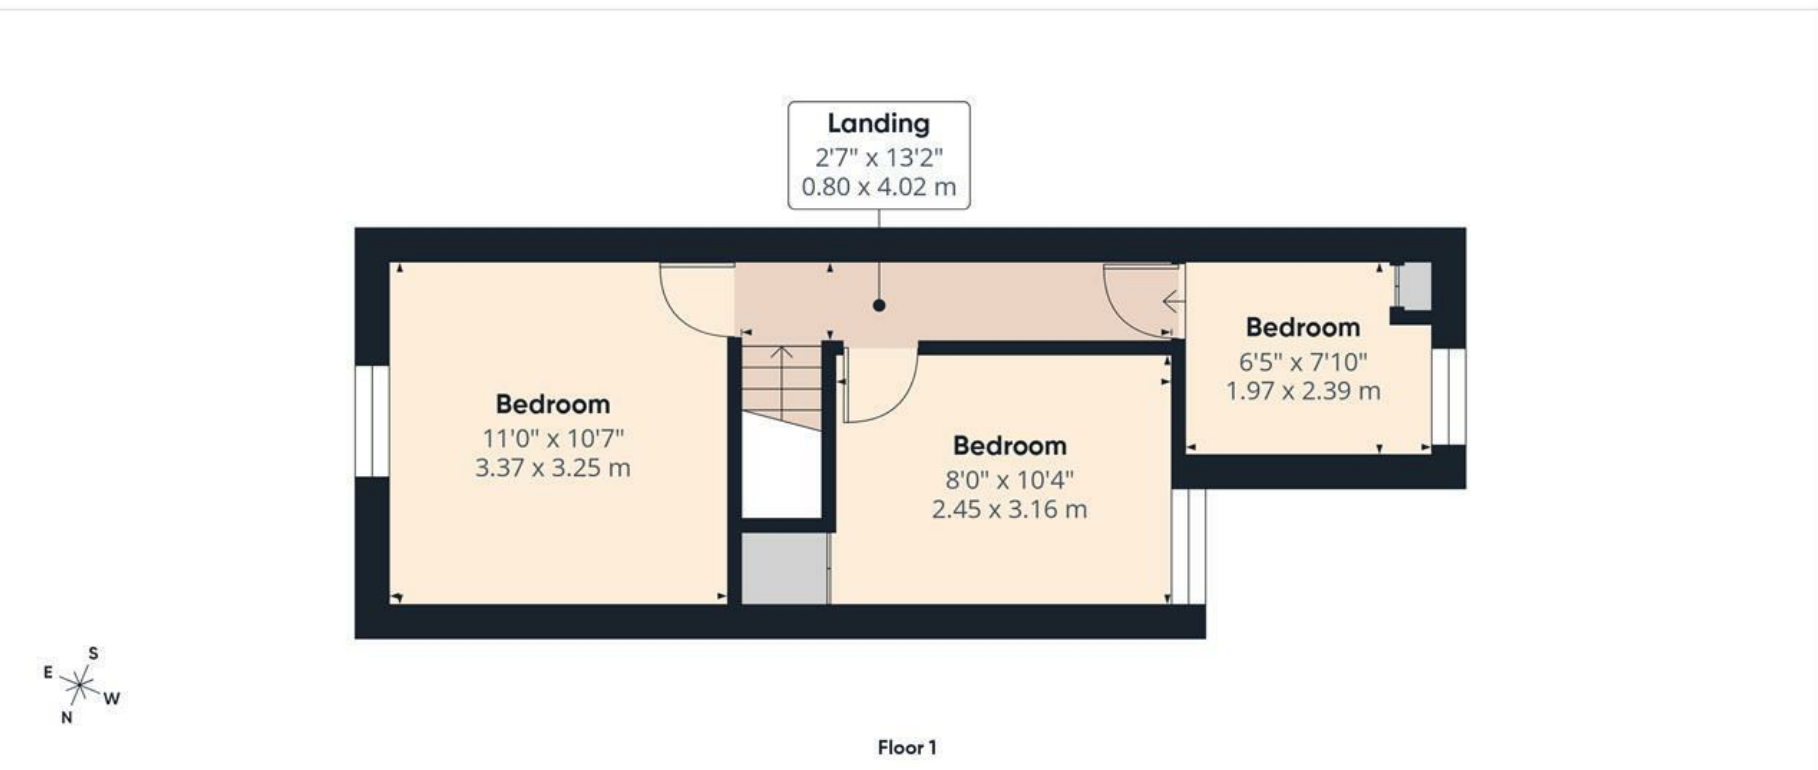 Landing
2'7" x 13'2"
0.80 x 4.02 m
Bedroom
11'0" x 10'7"
3.37 x 3.25 m
Bedroom
8'0" x 10'4"
2.45 x 3.16 m
Bedroom
6'5" x 7'10"
1.97 x 2.39 m
S
E
W
N
Floor 1